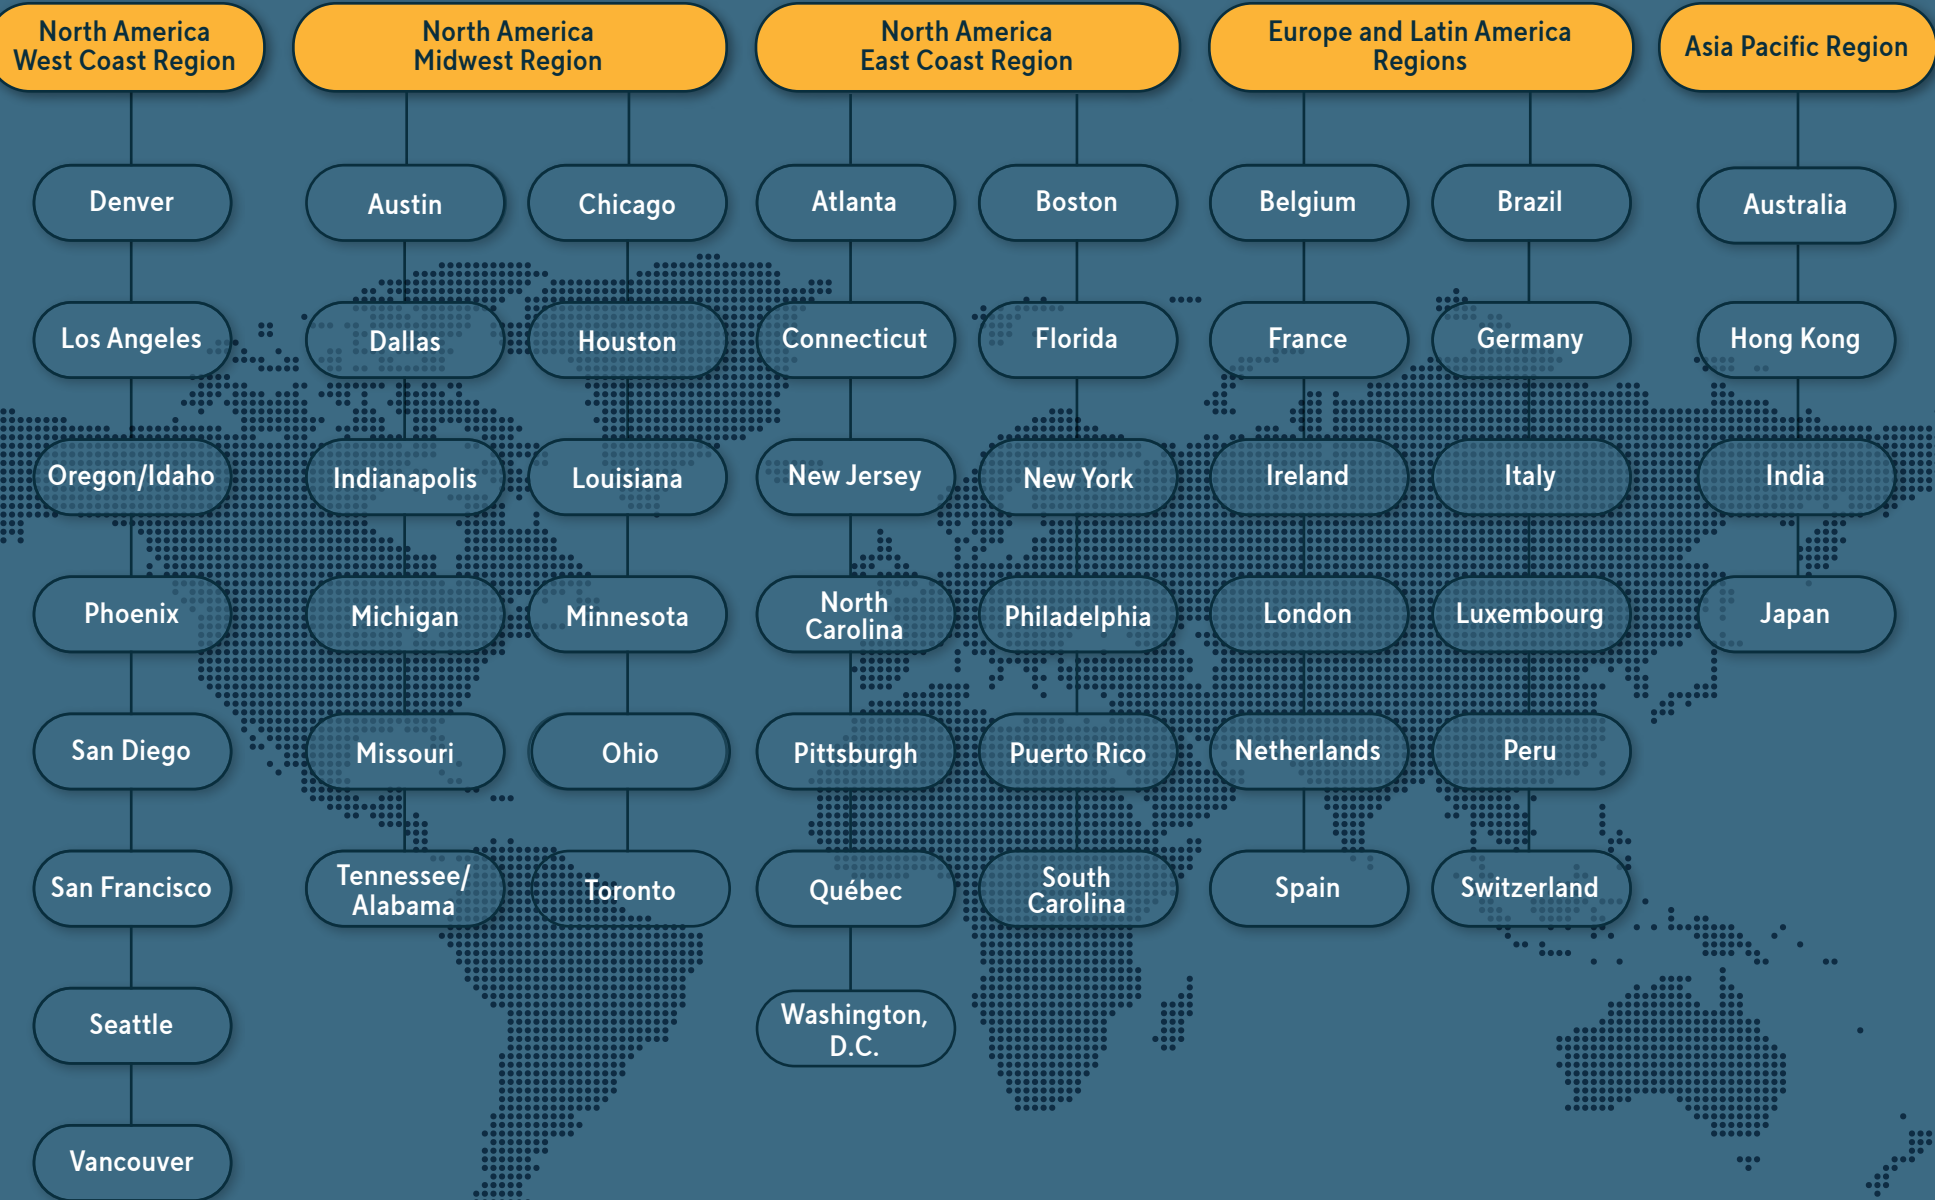 North America
West Coast Region
Denver
Los Angeles
Oregon/Idaho
Phoenix
San Diego
San Francisco
Seattle
Vancouver
North America
Midwest Region
Austin
Dallas
Indianapolis
Michigan
Missouri
Tennessee/
Alabama
Chicago
Houston
Louisiana
Minnesota
Ohio
Toronto
North America
East Coast Region
Atlanta
Connecticut
New Jersey
North
Carolina
Pittsburgh
Québec
Washington,
D.C.
Boston
Florida
New York
Philadelphia
Puerto Rico
South
Carolina
Europe and Latin America
Regions
Belgium
France
Ireland
London
Netherlands
Spain
Brazil
Germany
Italy
Luxembourg
Peru
Switzerland
Asia Pacific Region
Australia
Hong Kong
India
Japan